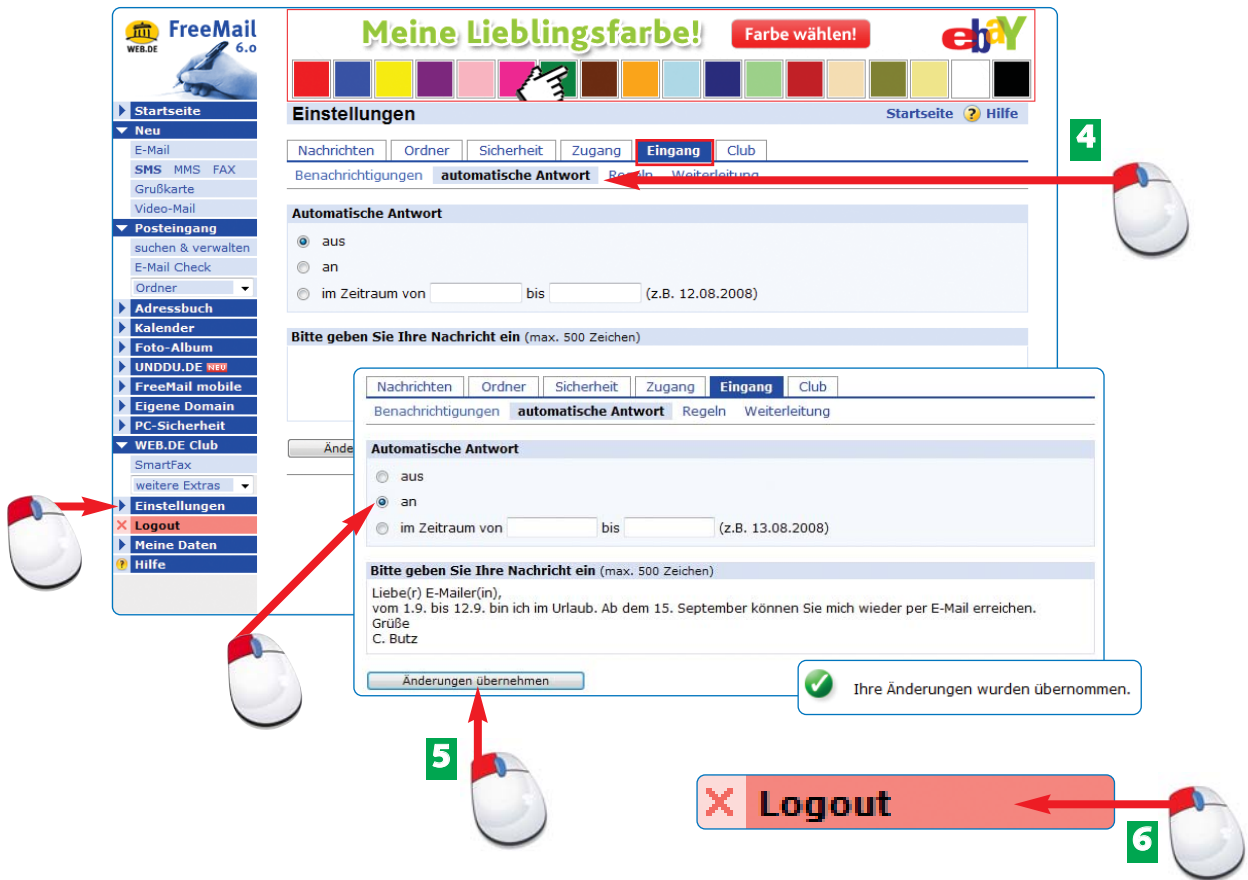 WEB.DE FreeMail 6.0
Meine Lieblingsfarbe! Farbe wählen! ebaY
Startseite
Neu
E-Mail
SMS MMS FAX
Grußkarte
Video-Mail
Posteingang
suchen & verwalten
E-Mail Check
Ordner
Adressbuch
Kalender
Foto-Album
UNDDU.DE NEU
FreeMail mobile
Eigene Domain
PC-Sicherheit
WEB.DE Club
SmartFax
weitere Extras
Einstellungen
Logout
Meine Daten
? Hilfe
Einstellungen Startseite ? Hilfe
Nachrichten Ordner Sicherheit Zugang Eingang Club
Benachrichtigungen automatische Antwort Regeln Weiterleitung
4
Automatische Antwort
aus
an
im Zeitraum von bis (z.B. 12.08.2008)
Bitte geben Sie Ihre Nachricht ein (max. 500 Zeichen)
Ände
Nachrichten Ordner Sicherheit Zugang Eingang Club
Benachrichtigungen automatische Antwort Regeln Weiterleitung
Automatische Antwort
aus
an
im Zeitraum von bis (z.B. 13.08.2008)
Bitte geben Sie Ihre Nachricht ein (max. 500 Zeichen)
Liebe(r) E-Mailer(in),
vom 1.9. bis 12.9. bin ich im Urlaub. Ab dem 15. September können Sie mich wieder per E-Mail erreichen.
Grüße
C. Butz
Änderungen übernehmen
Ihre Änderungen wurden übernommen.
5
X Logout
6